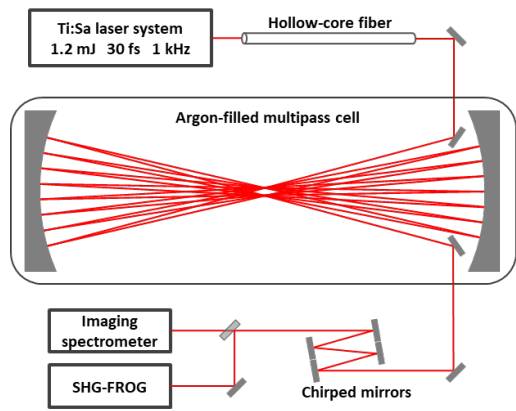 Ti:Sa laser system
1.2 mJ 30 fs 1 kHz
Hollow-core fiber
Argon-filled multipass cell
Imaging
spectrometer
SHG-FROG
Chirped mirrors